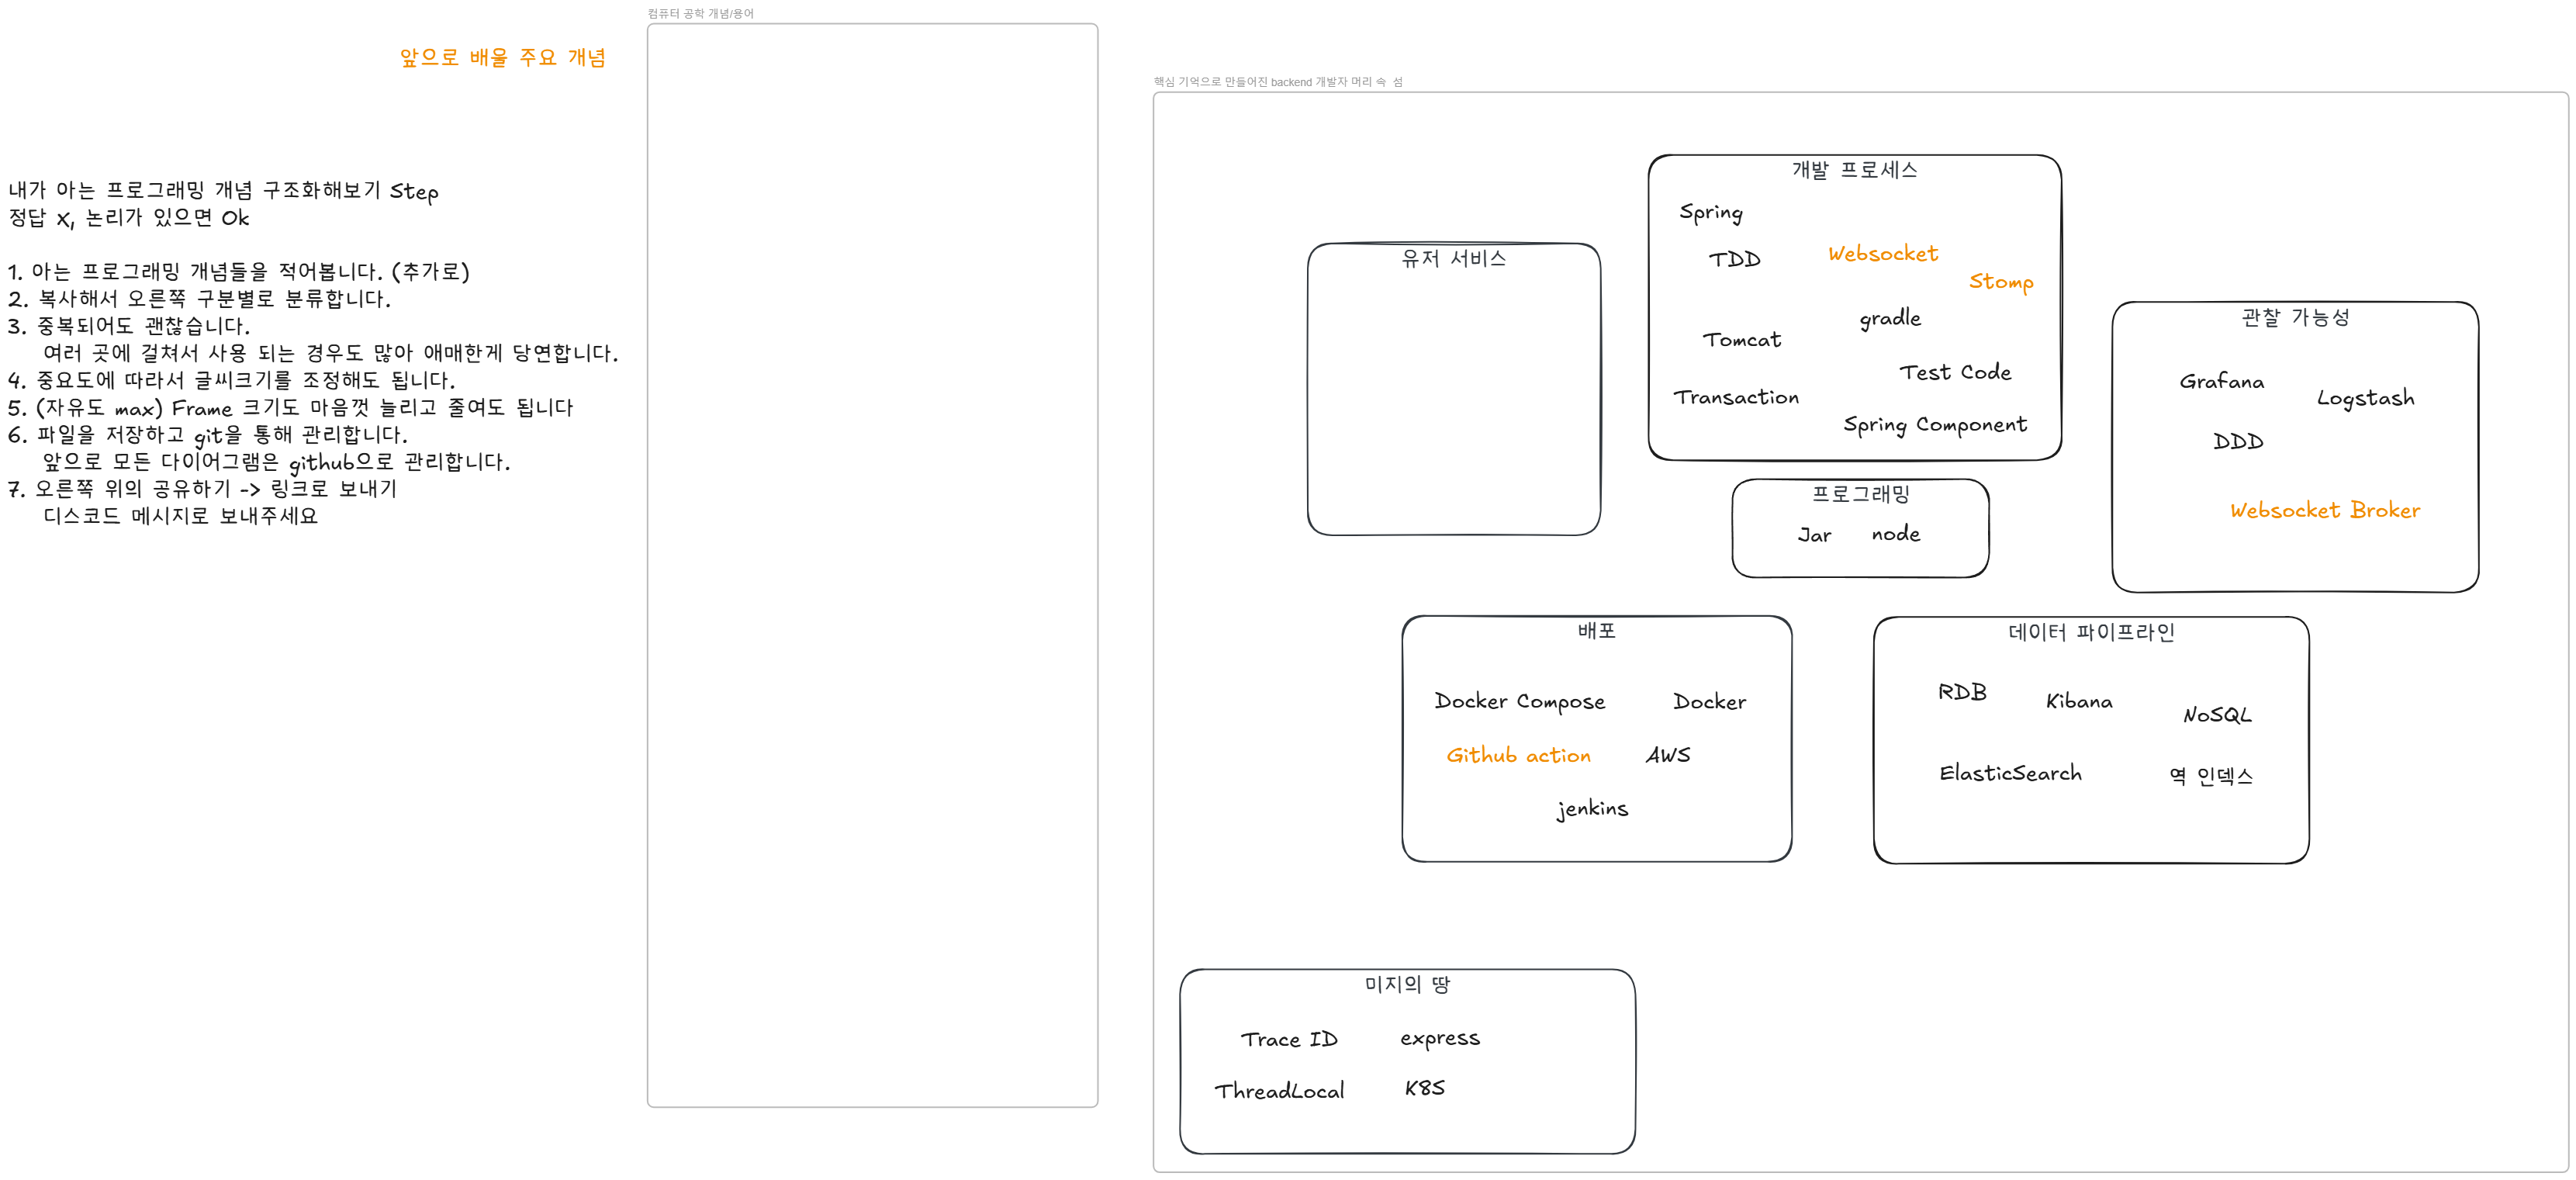 컴퓨터 공학 개념/용어
앞으로 배울 주요 개념
내가 아는 프로그래밍 개념 구조화해보기 Step
정답 X, 논리가 있으면 Ok
1. 아는 프로그래밍 개념들을 적어봅니다. (추가로)
2. 복사해서 오른쪽 구분별로 분류합니다.
3. 중복되어도 괜찮습니다.
여러 곳에 걸쳐서 사용 되는 경우도 많아 애매한게 당연합니다.
4. 중요도에 따라서 글씨크기를 조정해도 됩니다.
5. (자유도 max) Frame 크기도 마음껏 늘리고 줄여도 됩니다
6. 파일을 저장하고 git을 통해 관리합니다.
앞으로 모든 다이어그램은 github으로 관리합니다.
7. 오른쪽 위의 공유하기 -> 링크로 보내기
디스코드 메시지로 보내주세요
핵심 기억으로 만들어진 backend 개발자 머리 속 섬
유저 서비스
개발 프로세스
Spring
TDD
Websocket
Stomp
gradle
Tomcat
Test Code
Transaction
Spring Component
프로그래밍
Jar
node
관찰 가능성
Grafana
Logstash
DDD
Websocket Broker
배포
Docker Compose
Docker
Github action
AWS
jenkins
데이터 파이프라인
RDB
Kibana
NoSQL
ElasticSearch
역 인덱스
미지의 땅
Trace ID
express
ThreadLocal
K8S